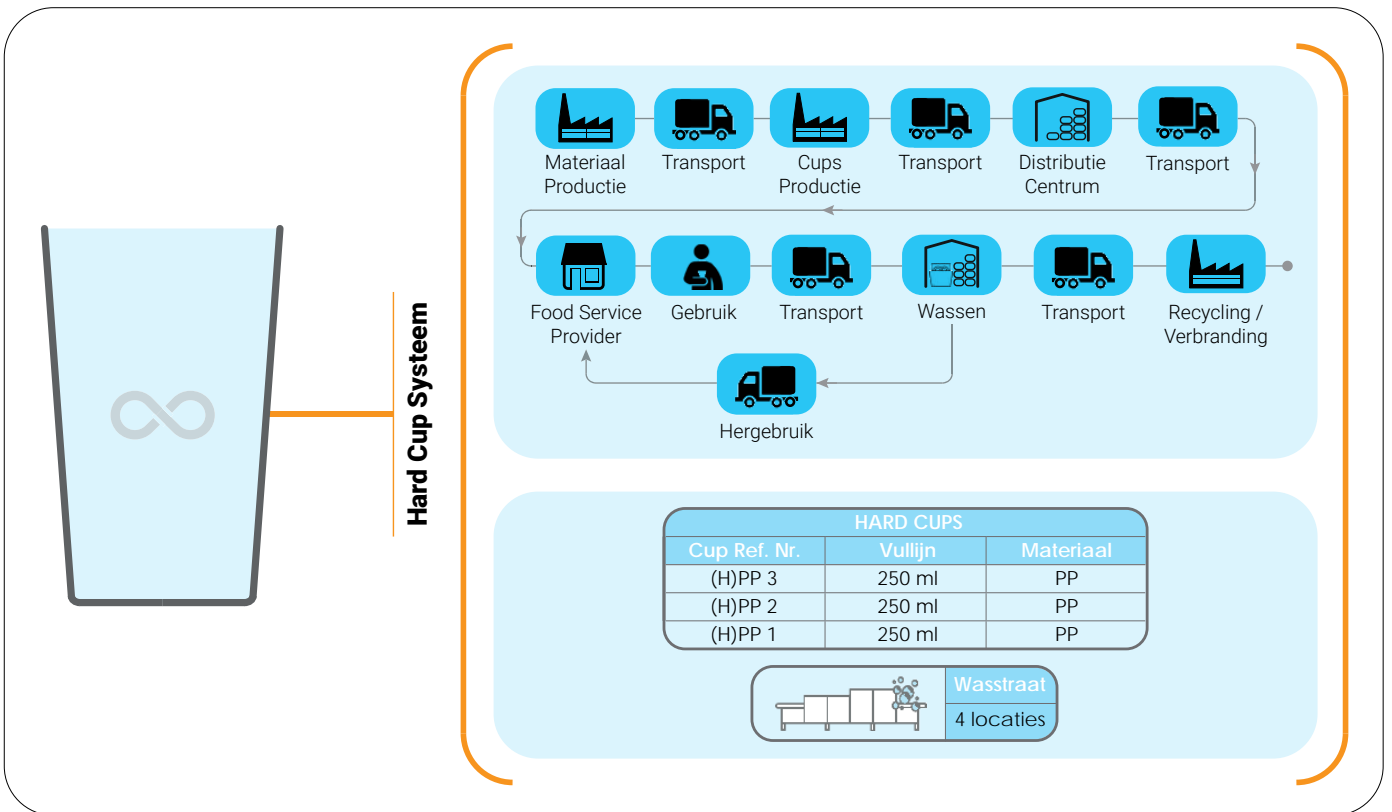 Hard Cup Systeem
Materiaal
Productie
Transport
Cups
Productie
Transport
Distributie
Centrum
Transport
Food Service
Provider
Gebruik
Transport
Wassen
Transport
Recycling /
Verbranding
Hergebruik
HARD CUPS
Cup Ref. Nr. Vullijn Materiaal
(H)PP 3 250 ml PP
(H)PP 2 250 ml PP
(H)PP 1 250 ml PP
Wasstraat
4 locaties